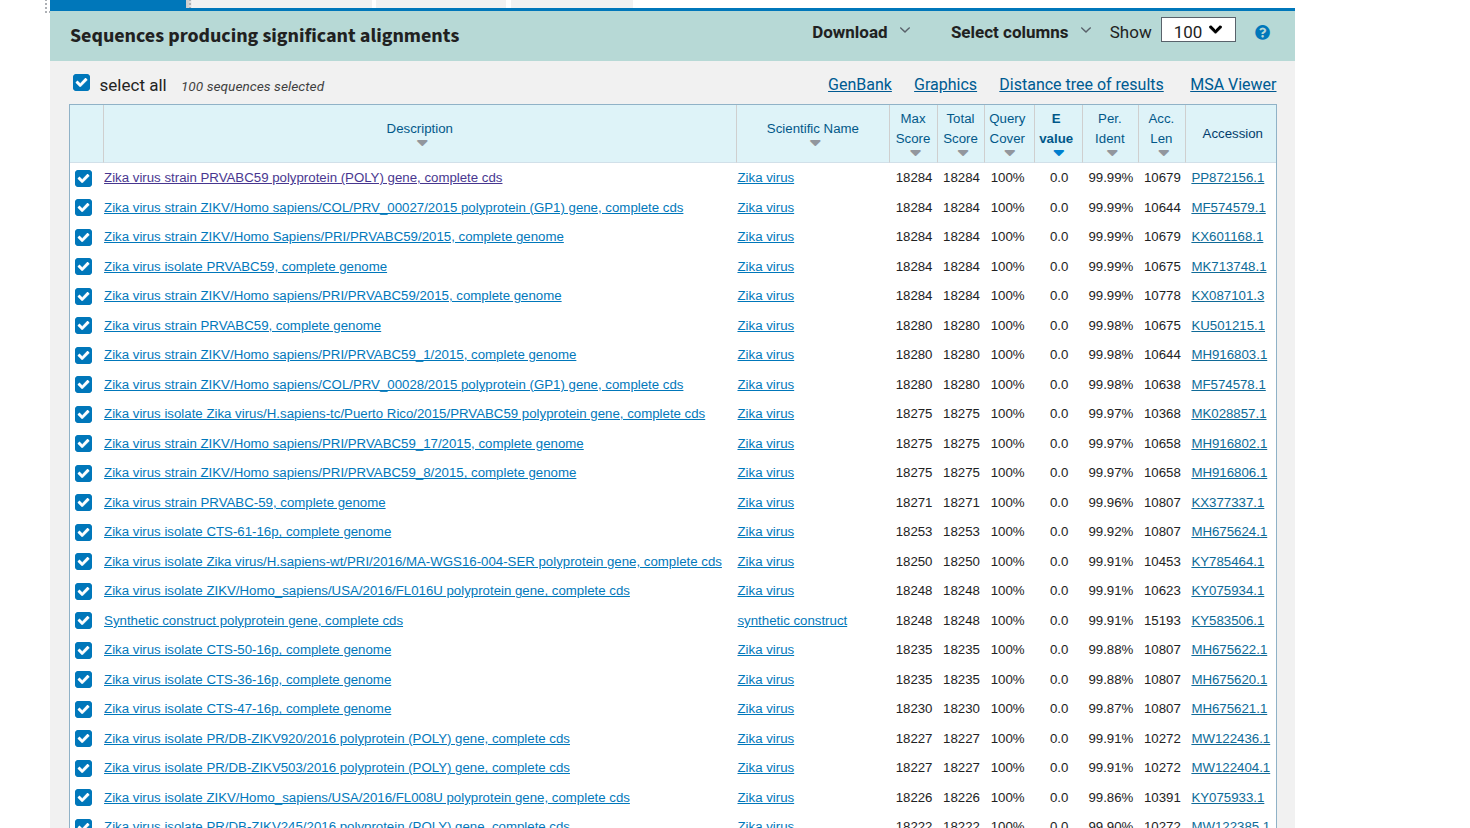 Sequences producing significant alignments Download Select columns Show 100 ?
select all 100 sequences selected GenBank Graphics Distance tree of results MSA Viewer
Description Scientific Name Max Score Total Score Query Cover E value Per. Ident Acc. Len Accession
Zika virus strain PRVABC59 polyprotein (POLY) gene, complete cds Zika virus 18284 18284 100% 0.0 99.99% 10679 PP872156.1
Zika virus strain ZIKV/Homo sapiens/COL/PRV_00027/2015 polyprotein (GP1) gene, complete cds Zika virus 18284 18284 100% 0.0 99.99% 10644 MF574579.1
Zika virus strain ZIKV/Homo Sapiens/PRI/PRVABC59/2015, complete genome Zika virus 18284 18284 100% 0.0 99.99% 10679 KX601168.1
Zika virus isolate PRVABC59, complete genome Zika virus 18284 18284 100% 0.0 99.99% 10675 MK713748.1
Zika virus strain ZIKV/Homo sapiens/PRI/PRVABC59/2015, complete genome Zika virus 18284 18284 100% 0.0 99.99% 10778 KX087101.3
Zika virus strain PRVABC59, complete genome Zika virus 18280 18280 100% 0.0 99.98% 10675 KU501215.1
Zika virus strain ZIKV/Homo sapiens/PRI/PRVABC59_1/2015, complete genome Zika virus 18280 18280 100% 0.0 99.98% 10644 MH916803.1
Zika virus strain ZIKV/Homo sapiens/COL/PRV_00028/2015 polyprotein (GP1) gene, complete cds Zika virus 18280 18280 100% 0.0 99.98% 10638 MF574578.1
Zika virus isolate Zika virus/H.sapiens-tc/Puerto Rico/2015/PRVABC59 polyprotein gene, complete cds Zika virus 18275 18275 100% 0.0 99.97% 10368 MK028857.1
Zika virus strain ZIKV/Homo sapiens/PRI/PRVABC59_17/2015, complete genome Zika virus 18275 18275 100% 0.0 99.97% 10658 MH916802.1
Zika virus strain ZIKV/Homo sapiens/PRI/PRVABC59_8/2015, complete genome Zika virus 18275 18275 100% 0.0 99.97% 10658 MH916806.1
Zika virus strain PRVABC-59, complete genome Zika virus 18271 18271 100% 0.0 99.96% 10807 KX377337.1
Zika virus isolate CTS-61-16p, complete genome Zika virus 18253 18253 100% 0.0 99.92% 10807 MH675624.1
Zika virus isolate Zika virus/H.sapiens-wt/PRI/2016/MA-WGS16-004-SER polyprotein gene, complete cds Zika virus 18250 18250 100% 0.0 99.91% 10453 KY785464.1
Zika virus isolate ZIKV/Homo_sapiens/USA/2016/FL016U polyprotein gene, complete cds Zika virus 18248 18248 100% 0.0 99.91% 10623 KY075934.1
Synthetic construct polyprotein gene, complete cds synthetic construct 18248 18248 100% 0.0 99.91% 15193 KY583506.1
Zika virus isolate CTS-50-16p, complete genome Zika virus 18235 18235 100% 0.0 99.88% 10807 MH675622.1
Zika virus isolate CTS-36-16p, complete genome Zika virus 18235 18235 100% 0.0 99.88% 10807 MH675620.1
Zika virus isolate CTS-47-16p, complete genome Zika virus 18230 18230 100% 0.0 99.87% 10807 MH675621.1
Zika virus isolate PR/DB-ZIKV920/2016 polyprotein (POLY) gene, complete cds Zika virus 18227 18227 100% 0.0 99.91% 10272 MW122436.1
Zika virus isolate PR/DB-ZIKV503/2016 polyprotein (POLY) gene, complete cds Zika virus 18227 18227 100% 0.0 99.91% 10272 MW122404.1
Zika virus isolate ZIKV/Homo_sapiens/USA/2016/FL008U polyprotein gene, complete cds Zika virus 18226 18226 100% 0.0 99.86% 10391 KY075933.1
Zika virus isolate PR/DB-ZIKV245/2016 polyprotein (POLY) gene, complete cds Zika virus 18222 18222 100% 0.0 99.90% 10272 MW122385.1